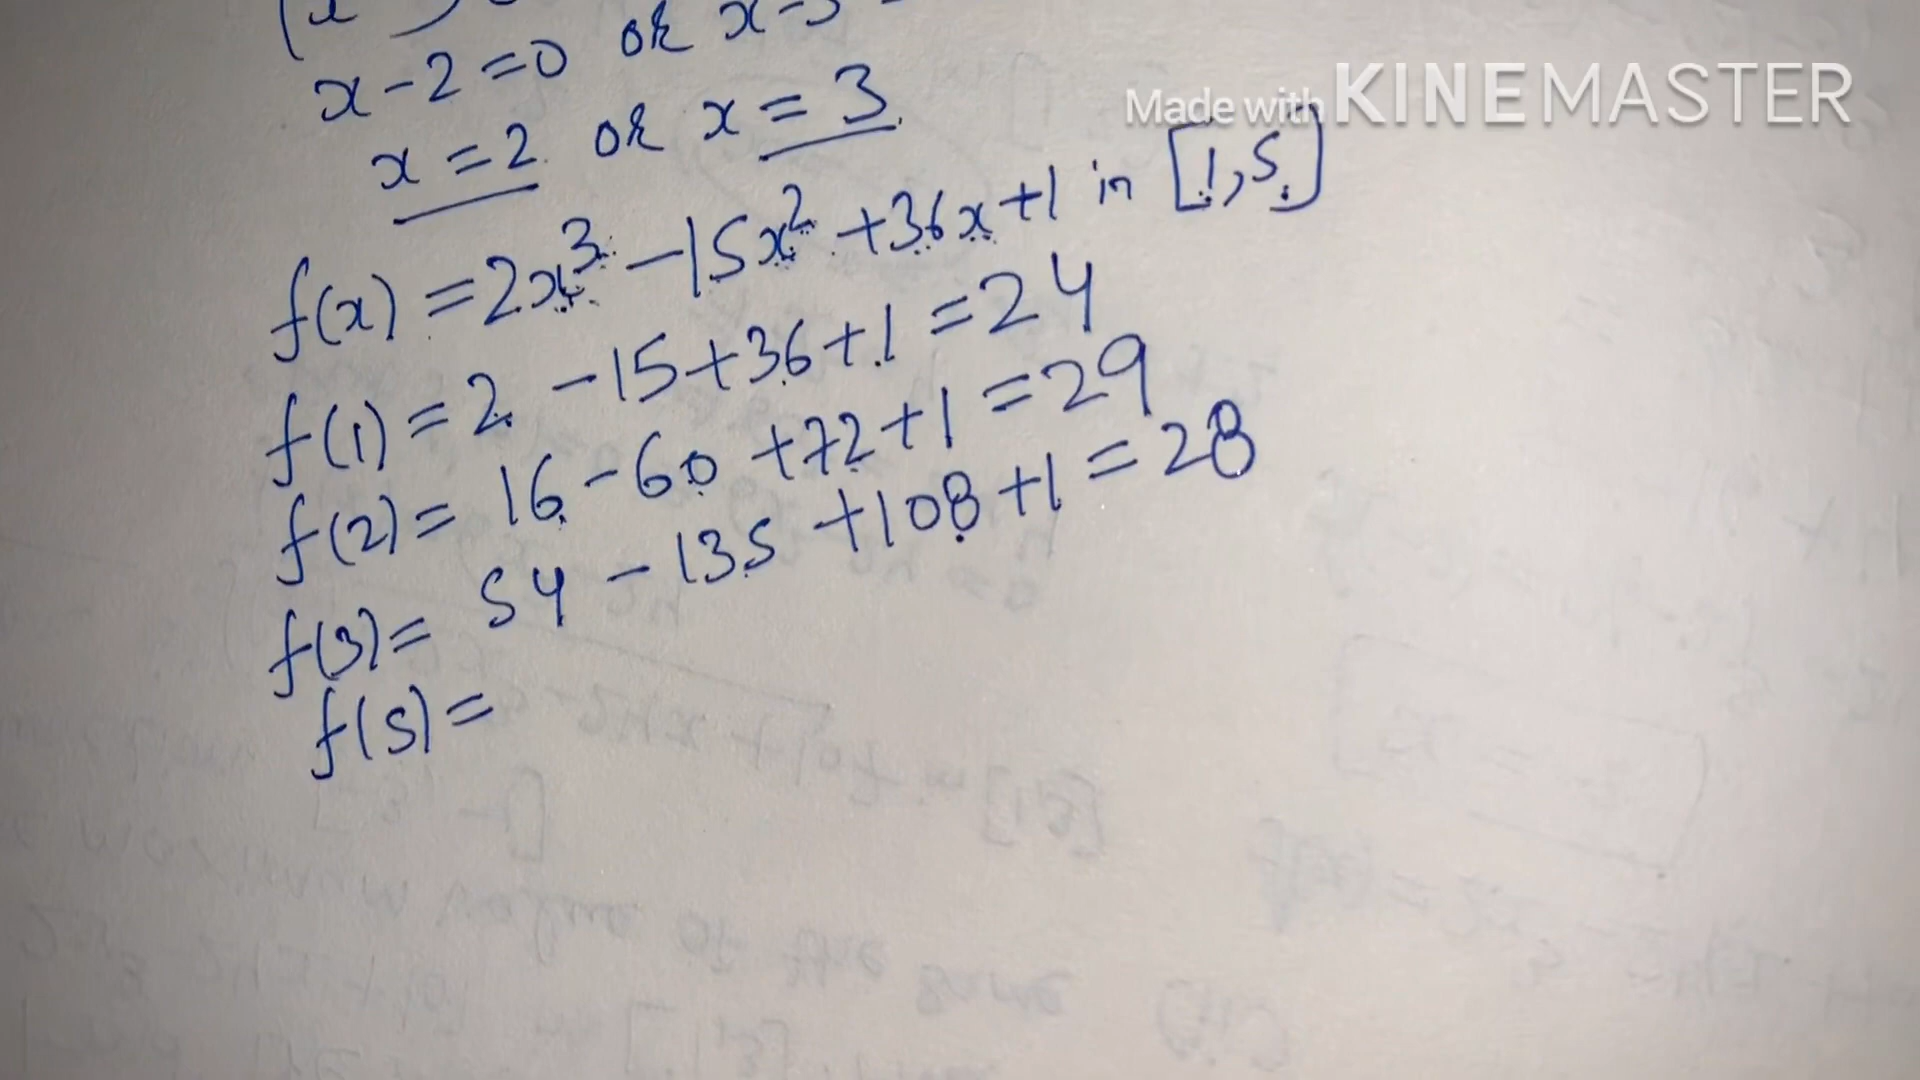 x-2=0 or x-3
x=2 or x=3
Made with KINEMASTER
f(x)=2x³-15x²+36x+1 in [1,5]
f(1)=2-15+36+1=24
f(2)=16-60+72+1=29
f(3)=54-135+108+1=28
f(5)=